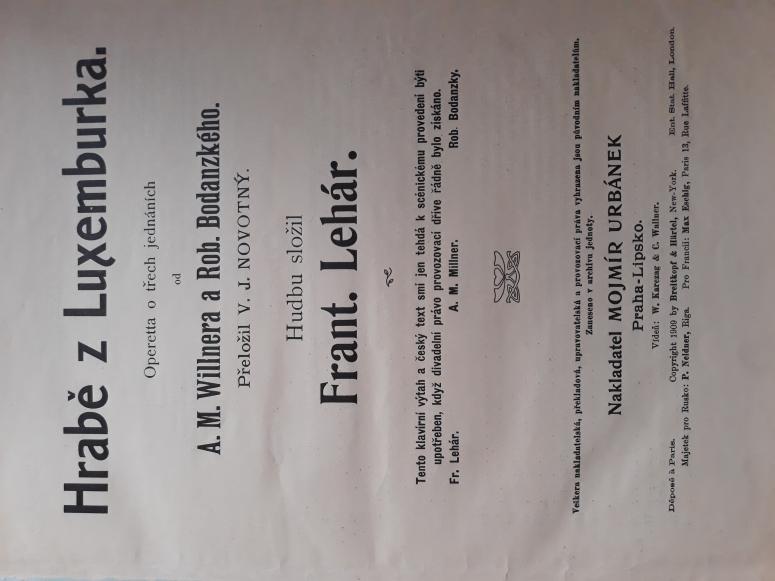 Hrabě z Luxemburka.
Operetta o třech jednáních
od
A. M. Willnera a Rob. Bodanzkého.
Přeložil V. J. NOVOTNÝ.
Hudbu složil
Frant. Lehár.
Tento klavírní výtah a český text smí jen tehdá k scénickému provedení býti
upotřeben, když divadelní právo provozovací dříve řádně bylo získáno.
Fr. Lehár. A. M. Millner. Rob. Bodanzky.
Veškera nakladatelská, překladová, upravovatelská a provozovací práva vyhrazena jsou původním nakladatelům.
Zaneseno v archivu jednoty.
Nakladatel MOJMÍR URBÁNEK
Praha-Lipsko.
Vídeň: W. Karczag & C. Wallner.
Déposé à Paris. Copyright 1909 by Breitkopf & Härtel, New-York. Ent. Stat. Hall, London.
Majetek pro Rusko: P. Neldner, Riga. Pro Francii: Max Eschig, Paris 13, Rue Laffitte.